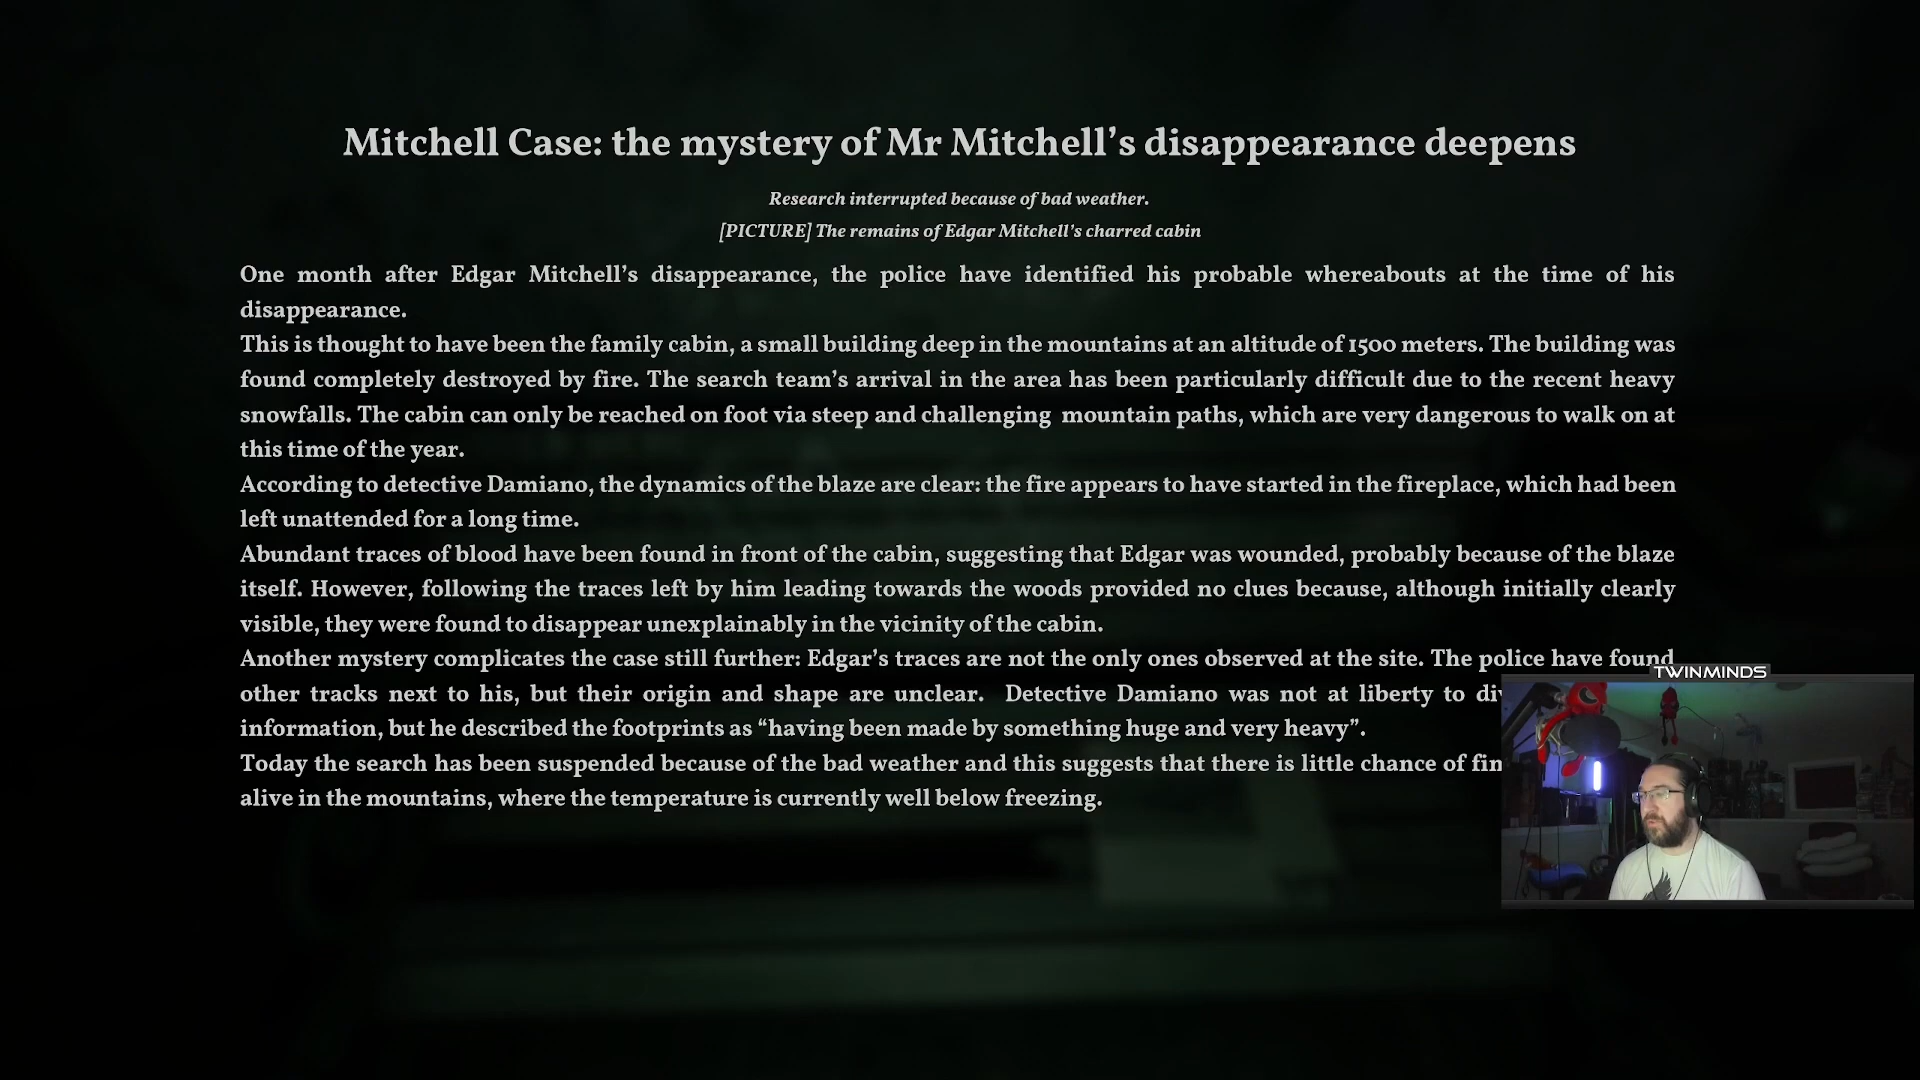 Mitchell Case: the mystery of Mr Mitchell’s disappearance deepens
Research interrupted because of bad weather.
[PICTURE] The remains of Edgar Mitchell’s charred cabin
One month after Edgar Mitchell’s disappearance, the police have identified his probable whereabouts at the time of his
disappearance.
This is thought to have been the family cabin, a small building deep in the mountains at an altitude of 1500 meters. The building was
found completely destroyed by fire. The search team’s arrival in the area has been particularly difficult due to the recent heavy
snowfalls. The cabin can only be reached on foot via steep and challenging mountain paths, which are very dangerous to walk on at
this time of the year.
According to detective Damiano, the dynamics of the blaze are clear: the fire appears to have started in the fireplace, which had been
left unattended for a long time.
Abundant traces of blood have been found in front of the cabin, suggesting that Edgar was wounded, probably because of the blaze
itself. However, following the traces left by him leading towards the woods provided no clues because, although initially clearly
visible, they were found to disappear unexplainably in the vicinity of the cabin.
Another mystery complicates the case still further: Edgar’s traces are not the only ones observed at the site. The police have found
other tracks next to his, but their origin and shape are unclear. Detective Damiano was not at liberty to
information, but he described the footprints as “having been made by something huge and very heavy”.
Today the search has been suspended because of the bad weather and this suggests that there is little chance of
alive in the mountains, where the temperature is currently well below freezing.
TWINMINDS